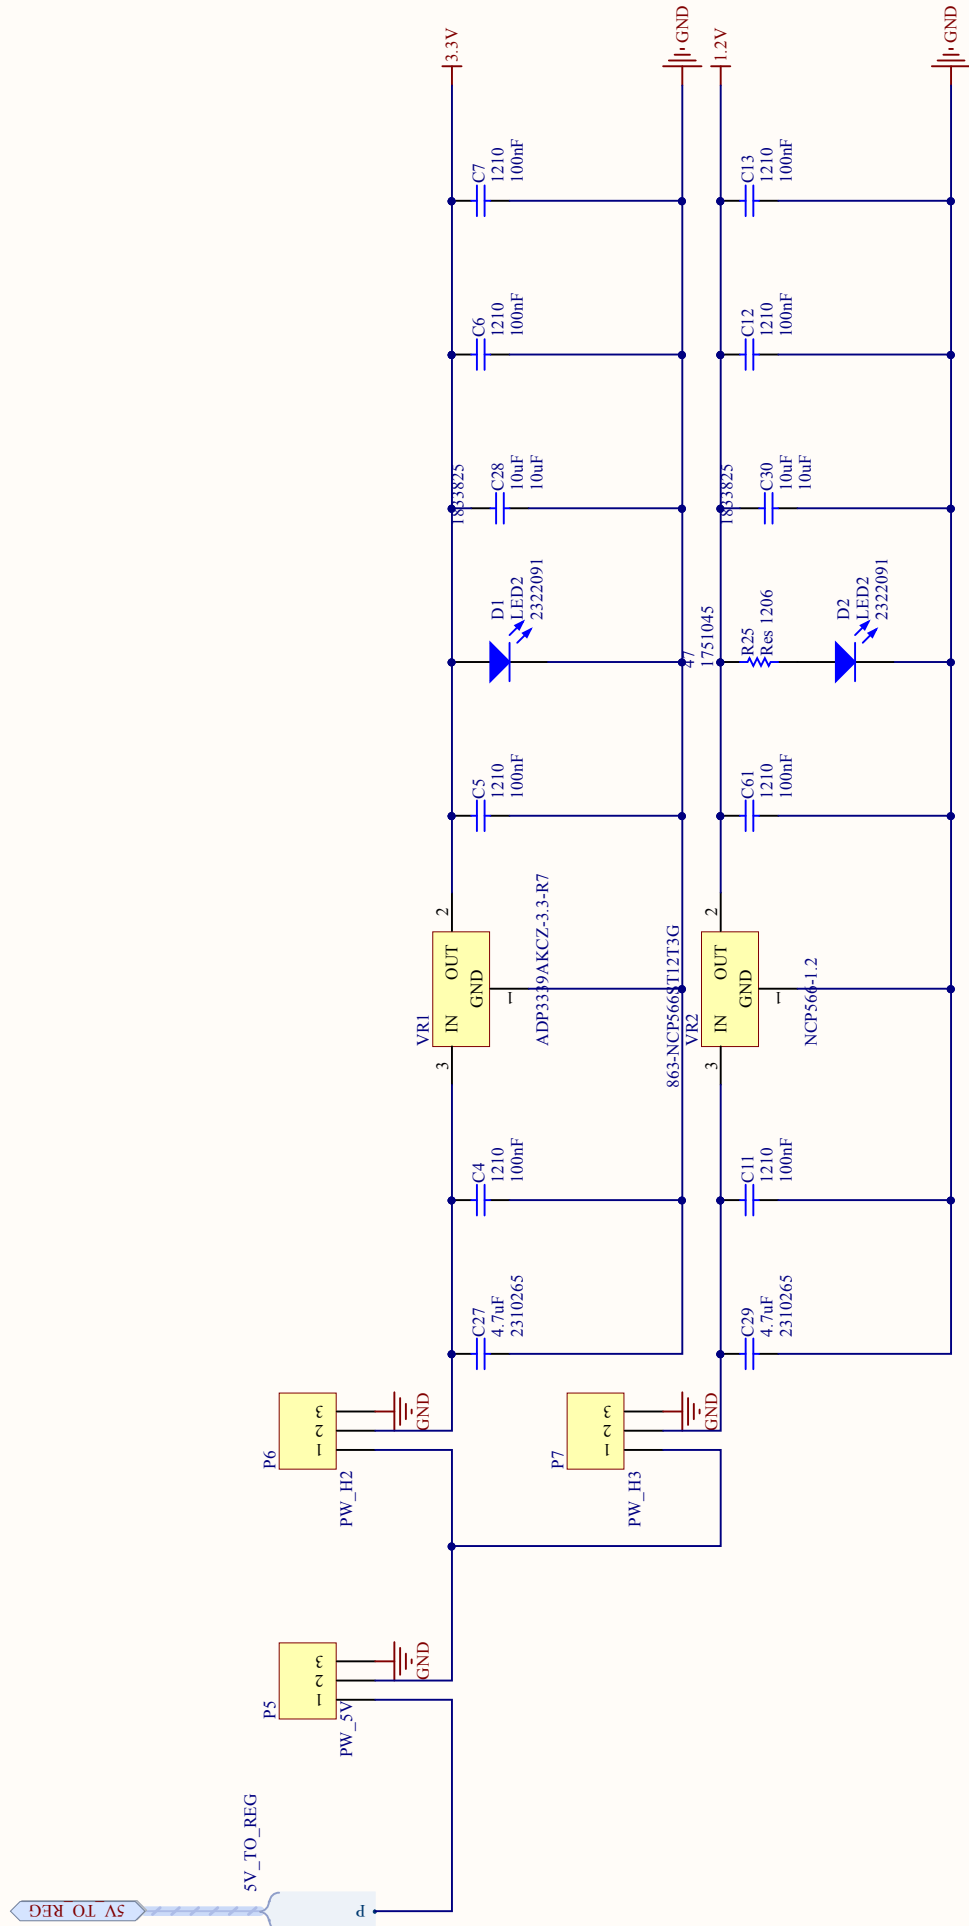 5V_TO_REG
5V_TO_REG
P
P5
1
2
3
PW_5V
GND
P6
1
2
3
PW_H2
GND
P7
1
2
3
PW_H3
GND
C27
4.7uF
2310265
C4
1210
100nF
VR1
3
IN
OUT
GND
2
1
ADP3339AKCZ-3.3-R7
C5
1210
100nF
D1
LED2
2322091
1833825
C28
10uF
10uF
C6
1210
100nF
C7
1210
100nF
3.3V
GND
C29
4.7uF
2310265
C11
1210
100nF
863-NCP566ST12T3G
VR2
3
IN
OUT
GND
2
1
NCP566-1.2
C61
1210
100nF
47
1751045
R25
Res 1206
D2
LED2
2322091
1833825
C30
10uF
10uF
C12
1210
100nF
C13
1210
100nF
1.2V
GND